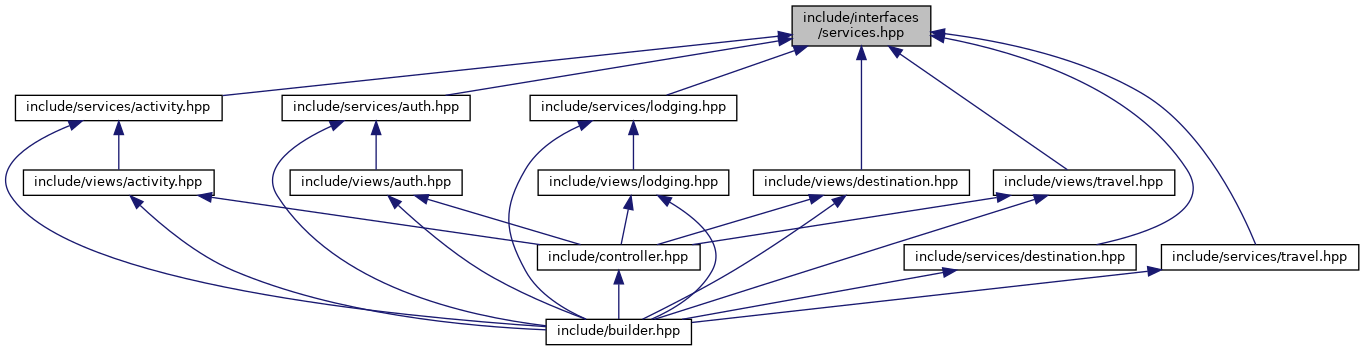 include/interfaces
/services.hpp
include/services/activity.hpp
include/services/auth.hpp
include/services/lodging.hpp
include/views/activity.hpp
include/views/auth.hpp
include/views/lodging.hpp
include/views/destination.hpp
include/views/travel.hpp
include/controller.hpp
include/services/destination.hpp
include/services/travel.hpp
include/builder.hpp